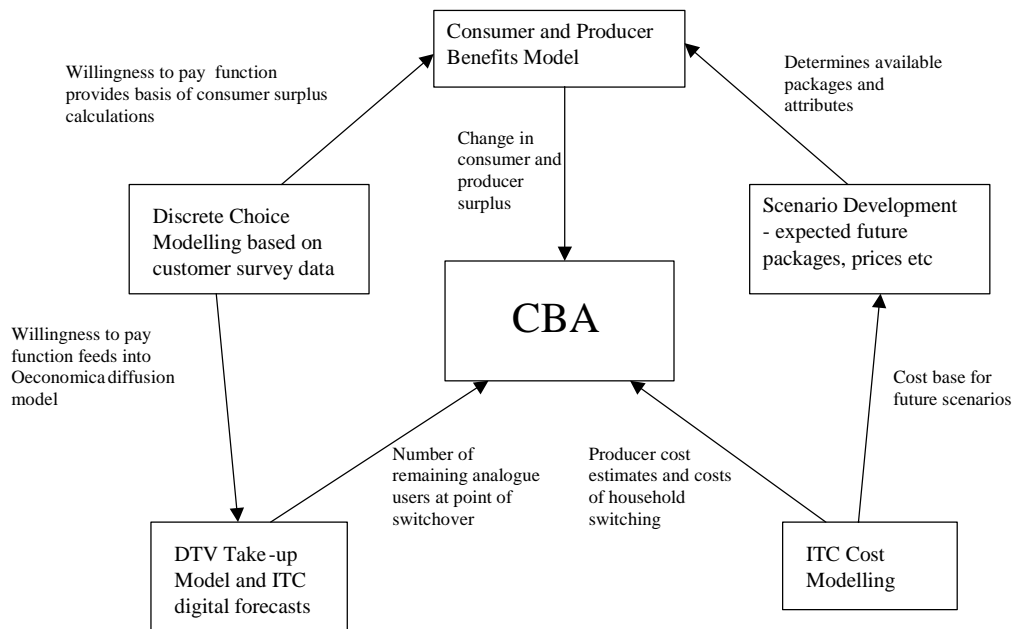 Consumer and Producer
Benefits Model
Willingness to pay function
provides basis of consumer surplus
calculations
Determines available
packages and
attributes
Change in
consumer and
producer
surplus
Discrete Choice
Modelling based on
customer survey data
Scenario Development
- expected future
packages, prices etc
CBA
Willingness to pay
function feeds into
Oeconomica diffusion
model
Cost base for
future scenarios
Number of
remaining analogue
users at point of
switchover
Producer cost
estimates and costs
of household
switching
DTV Take-up
Model and ITC
digital forecasts
ITC Cost
Modelling